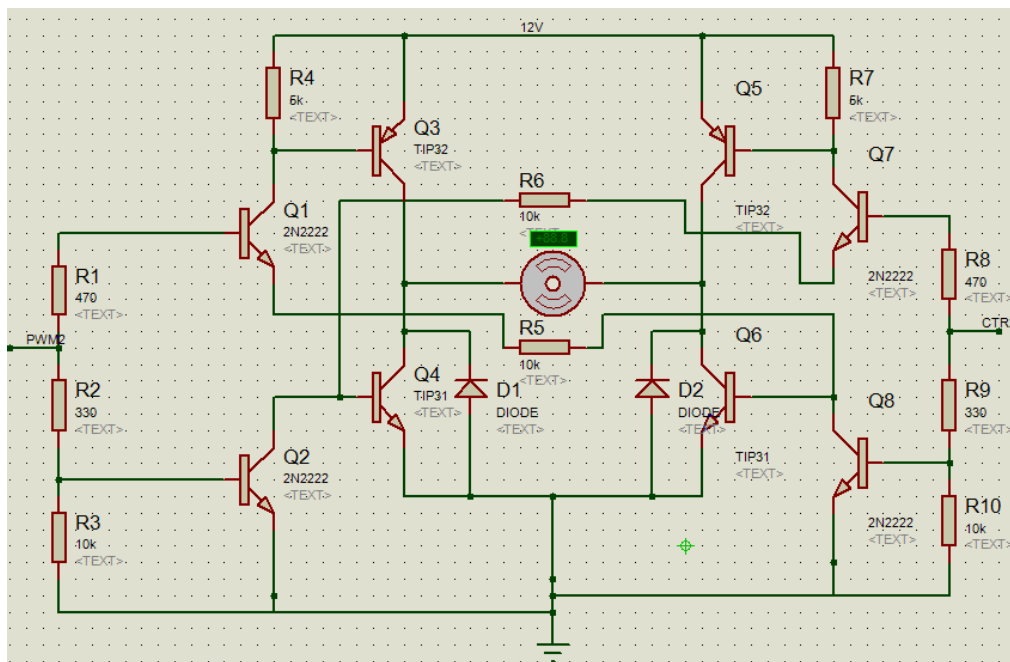 12V
R4
6k
<TEXT>
Q3
TIP32
<TEXT>
Q5
TIP32
<TEXT>
R7
6k
<TEXT>
Q7
2N2222
<TEXT>
Q1
2N2222
<TEXT>
R6
10k
<TEXT>
R1
470
<TEXT>
R8
470
<TEXT>
PWM2
CTR
R5
10k
<TEXT>
Q6
TIP31
<TEXT>
R2
330
<TEXT>
Q4
TIP31
<TEXT>
D1
DIODE
D2
DIODE
<TEXT>
Q8
2N2222
<TEXT>
R9
330
<TEXT>
Q2
2N2222
<TEXT>
R3
10k
<TEXT>
R10
10k
<TEXT>